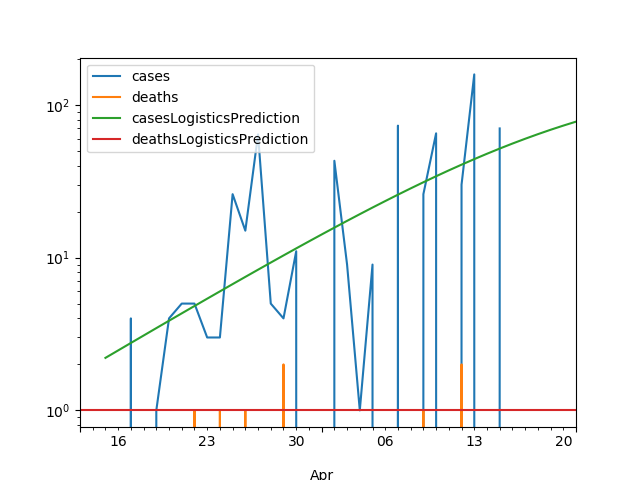 cases
deaths
casesLogisticsPrediction
deathsLogisticsPrediction
10²
10¹
10⁰
16 23 30 06 13 20
Apr